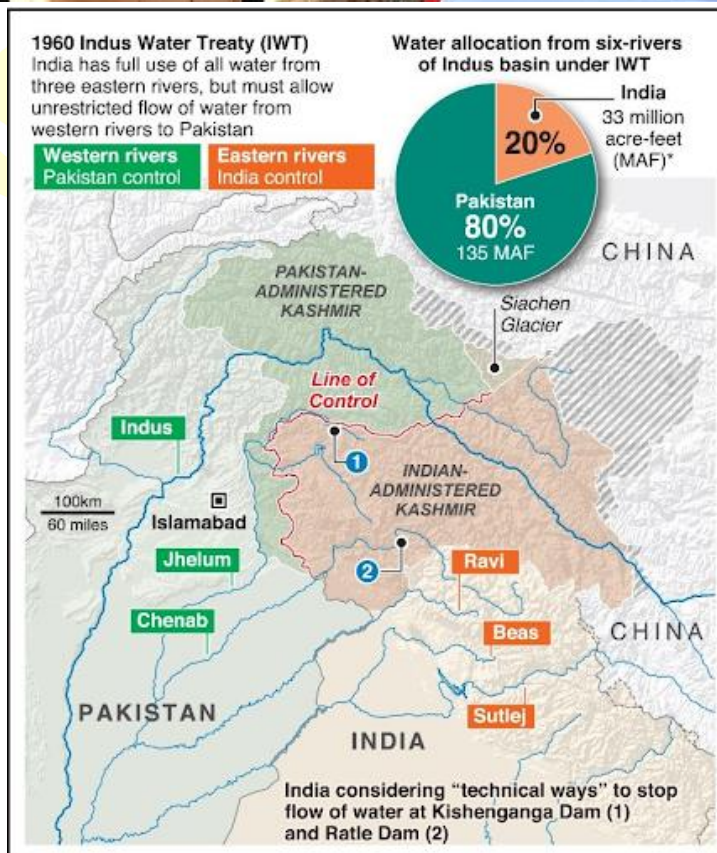 1960 Indus Water Treaty (IWT)
India has full use of all water from
three eastern rivers, but must allow
unrestricted flow of water from
western rivers to Pakistan
Western rivers
Pakistan control
Eastern rivers
India control
Water allocation from six-rivers
of Indus basin under IWT
India
33 million
acre-feet
(MAF)*
20%
Pakistan
80%
135 MAF
CHINA
PAKISTAN-
ADMINISTERED
KASHMIR
Siachen
Glacier
Line of
Control
Indus
1
INDIAN-
ADMINISTERED
KASHMIR
100km
60 miles
Islamabad
Jhelum
2
Ravi
Chenab
Beas
CHINA
PAKISTAN
Sutlej
INDIA
India considering "technical ways" to stop
flow of water at Kishenganga Dam (1)
and Ratle Dam (2)